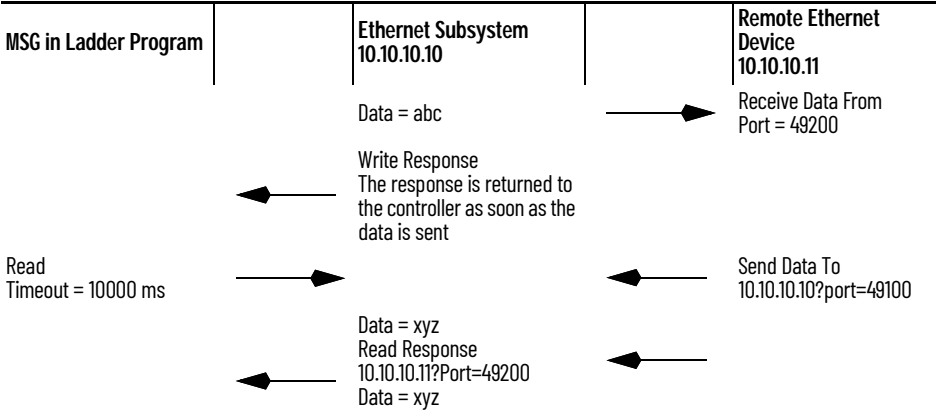 MSG in Ladder Program
Ethernet Subsystem
10.10.10.10
Remote Ethernet
Device
10.10.10.11
Data = abc
Receive Data From
Port = 49200
Write Response
The response is returned to
the controller as soon as the
data is sent
Read
Timeout = 10000 ms
Send Data To
10.10.10.10?port=49100
Data = xyz
Read Response
10.10.10.11?Port=49200
Data = xyz